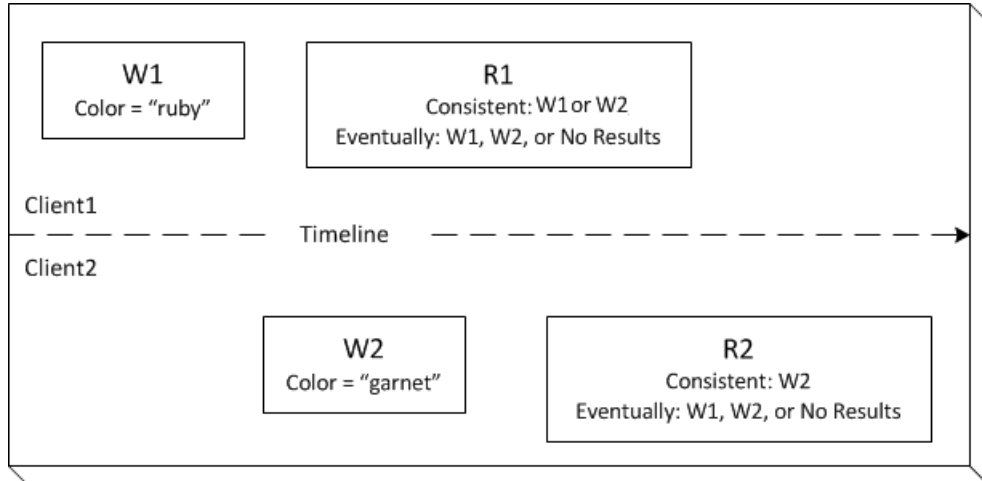 W1
Color = “ruby”
R1
Consistent: W1 or W2
Eventually: W1, W2, or No Results
Client1
Timeline
Client2
W2
Color = “garnet”
R2
Consistent: W2
Eventually: W1, W2, or No Results